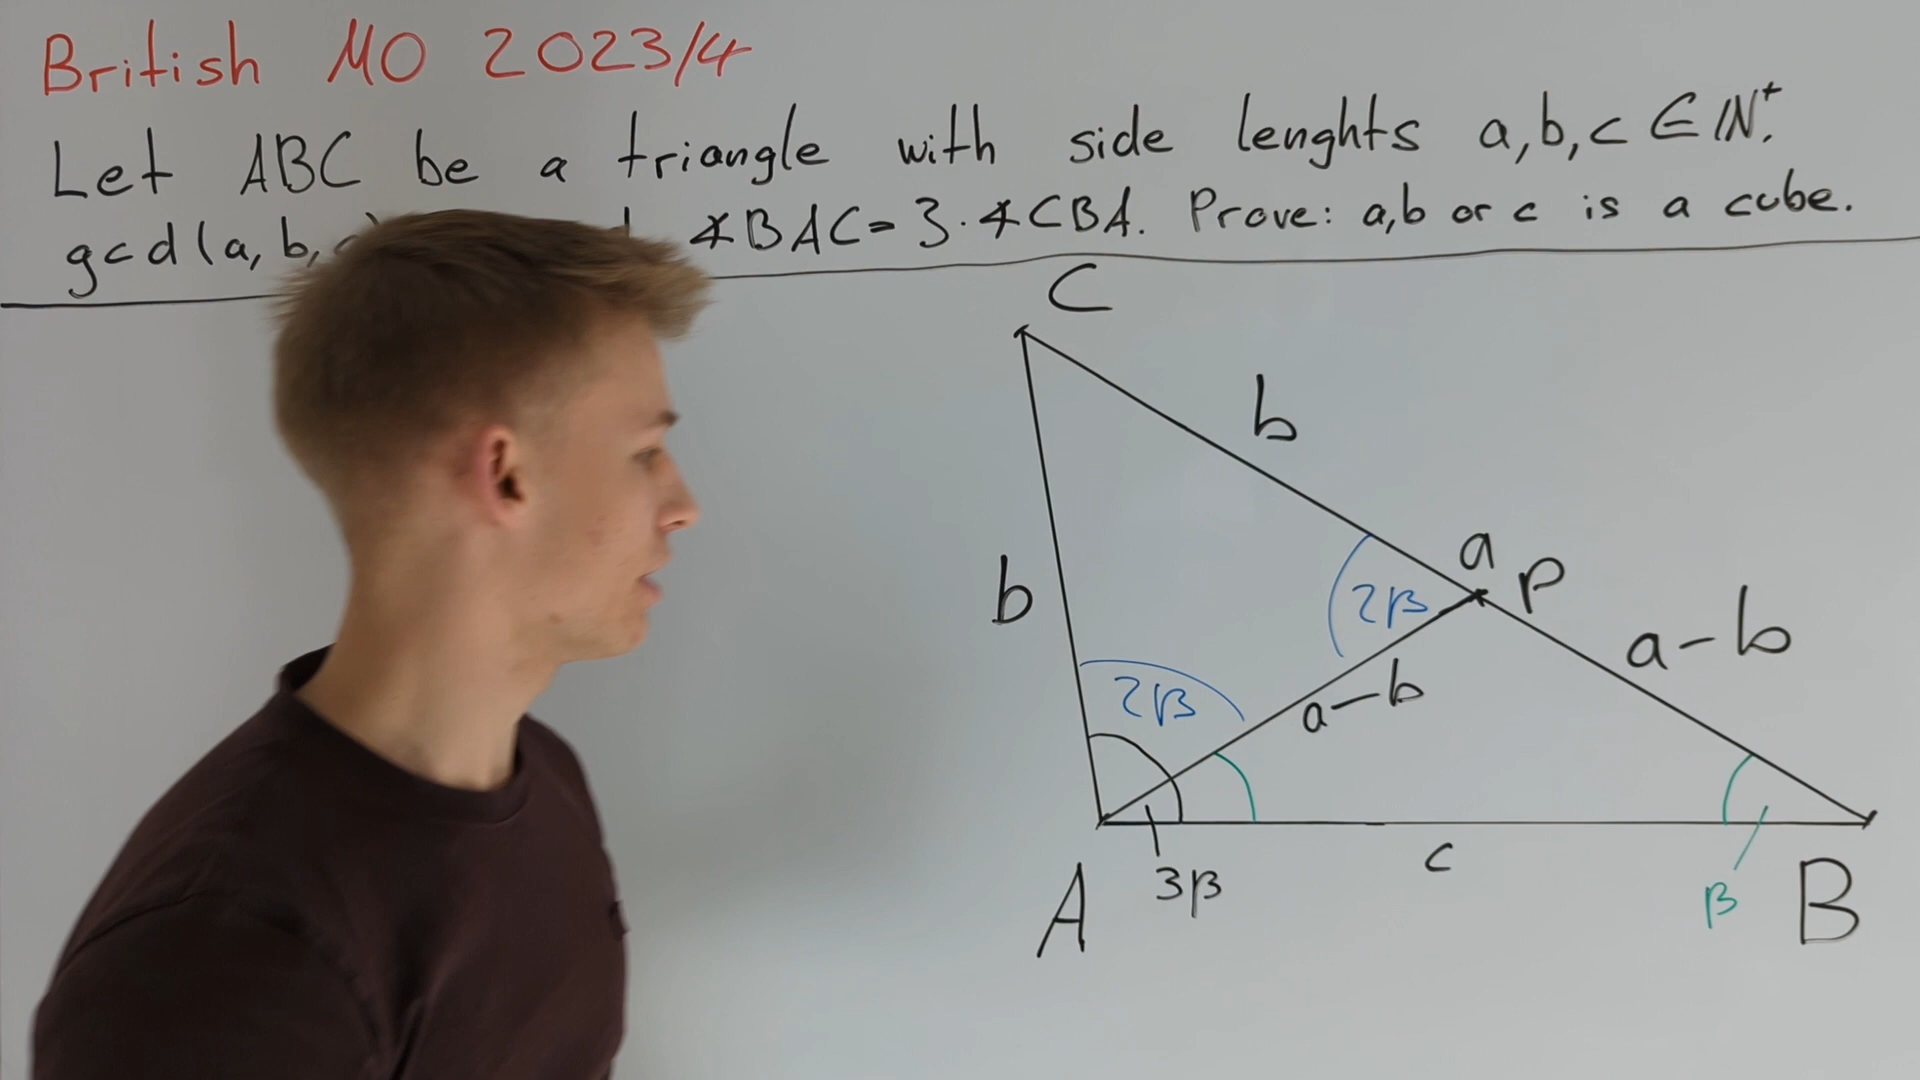 British MO 2023/4
Let ABC be a triangle with side lenghts a,b,c ∈ ℕ⁺.
gcd(a, b, ∢BAC = 3·∢CBA. Prove: a,b or c is a cube.
C
b
a
P
b
2β
a-b
2β
a-b
c
3β
β
A
B